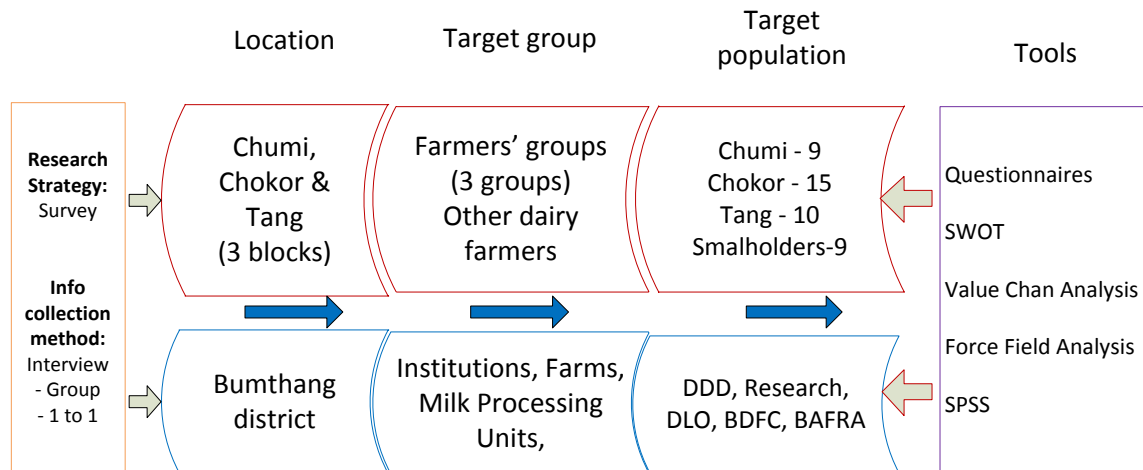 Location
Target group
Target
population
Tools
Research
Strategy:
Survey
Info
collection
method:
Interview
- Group
- 1 to 1
Chumi,
Chokor &
Tang
(3 blocks)
Farmers’ groups
(3 groups)
Other dairy
farmers
Chumi - 9
Chokor - 15
Tang - 10
Smalholders-9
Bumthang
district
Institutions, Farms,
Milk Processing
Units,
DDD, Research,
DLO, BDFC, BAFRA
Questionnaires
SWOT
Value Chan Analysis
Force Field Analysis
SPSS